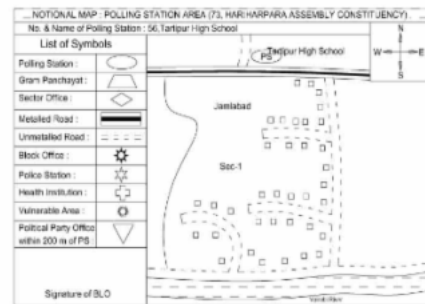 NOTIONAL MAP : POLLING STATION AREA (73, HARIHARPARA ASSEMBLY CONSTITUENCY)
No. & Name of Polling Station : 56,Tartipur High School
List of Symbols
Polling Station :
Gram Panchayat :
Sector Office :
Metalled Road :
Unmetalled Road :
Block Office :
Police Station :
Health Institution :
Vulnerable Area :
Political Party Office
within 200 m of PS :
Signature of BLO
Tartipur High School
PS
N
W
E
S
Jamlabad
Sec-1